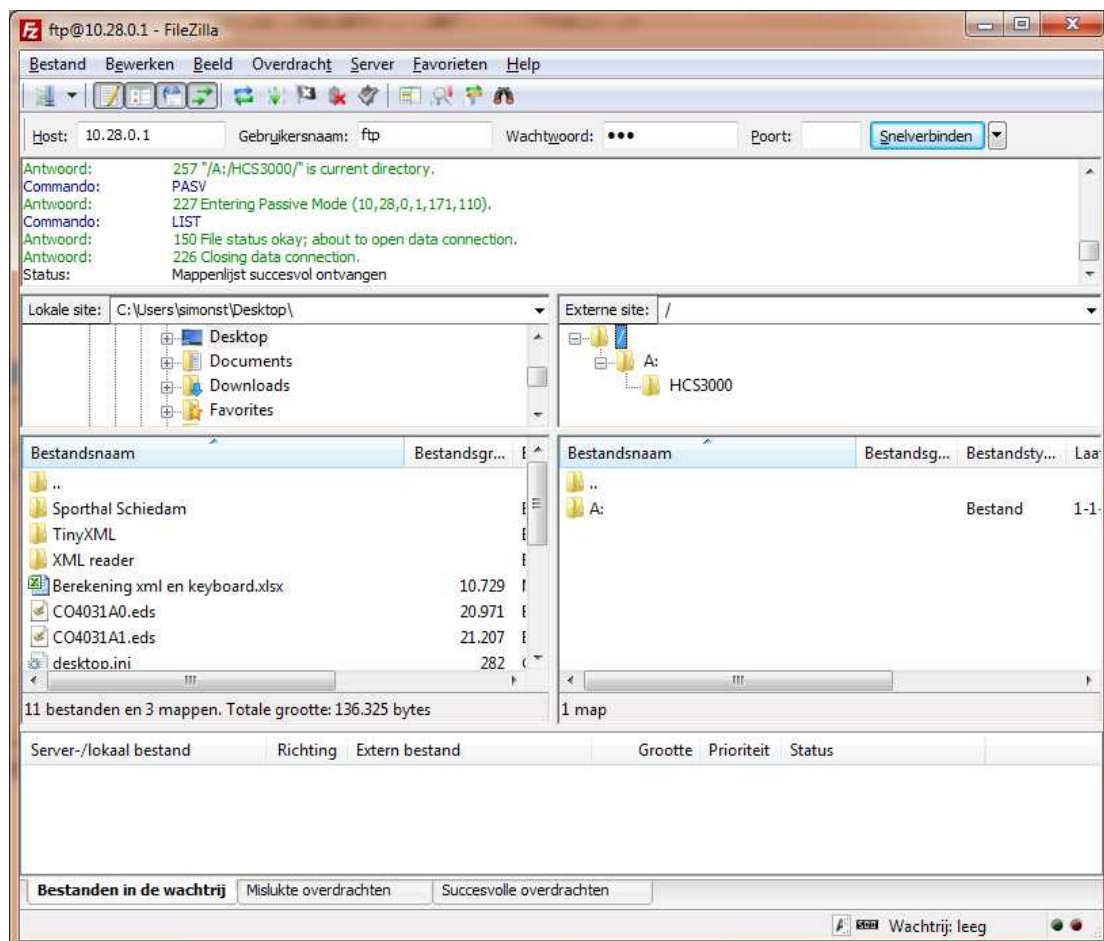 ftp@10.28.0.1 - FileZilla
Bestand Bewerken Beeld Overdracht Server Favorieten Help
Host: 10.28.0.1 Gebruikersnaam: ftp Wachtwoord: ●●● Poort: Snelverbinden
Antwoord: 257 "/A:/HCS3000/" is current directory.
Commando: PASV
Antwoord: 227 Entering Passive Mode (10,28,0,1,171,110).
Commando: LIST
Antwoord: 150 File status okay; about to open data connection.
Antwoord: 226 Closing data connection.
Status: Mappenlijst succesvol ontvangen
Lokale site: C:\Users\simonst\Desktop\
Desktop
Documents
Downloads
Favorites
Externe site: /
/
A:
HCS3000
Bestandsnaam Bestandsgr...
..
Sporthal Schiedam
TinyXML
XML reader
Berekening xml en keyboard.xlsx 10.729
CO4031A0.eds 20.971
CO4031A1.eds 21.207
desktop.ini 282
11 bestanden en 3 mappen. Totale grootte: 136.325 bytes
Bestandsnaam Bestandsg... Bestandsty... Laa
..
A: Bestand 1-1-
1 map
Server-/lokaal bestand Richting Extern bestand Grootte Prioriteit Status
Bestanden in de wachtrij Mislukte overdrachten Succesvolle overdrachten
Wachtrij: leeg